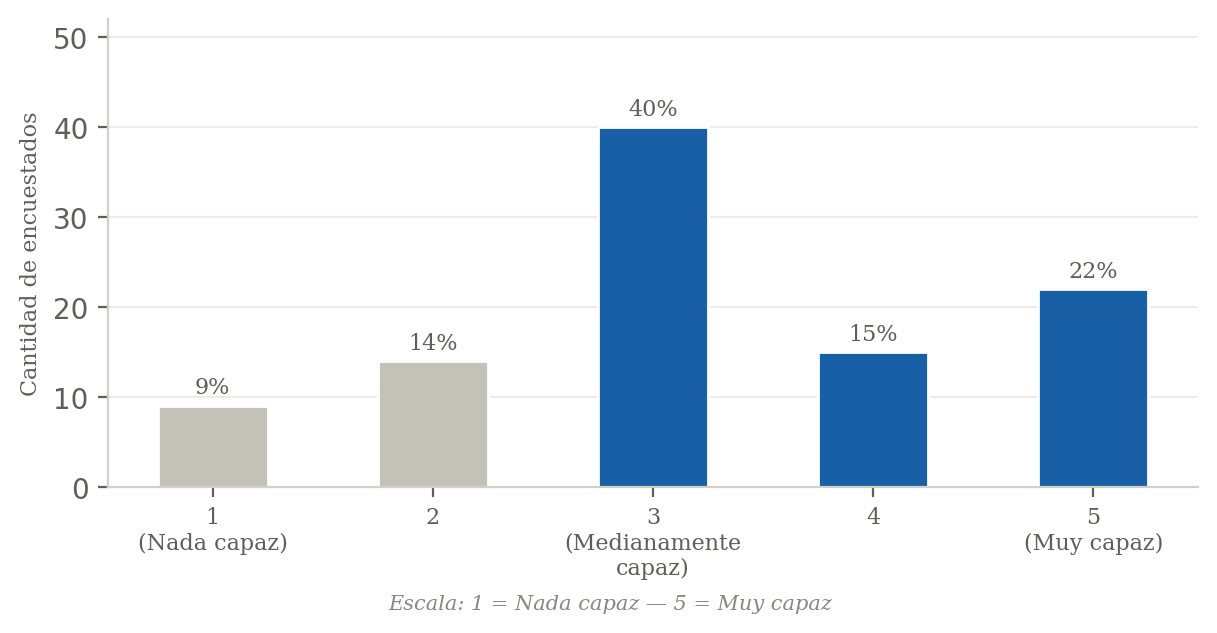 Cantidad de encuestados
50
40
30
20
10
0
9%
14%
40%
15%
22%
1
(Nada capaz)
2
3
(Medianamente
capaz)
4
5
(Muy capaz)
Escala: 1 = Nada capaz — 5 = Muy capaz